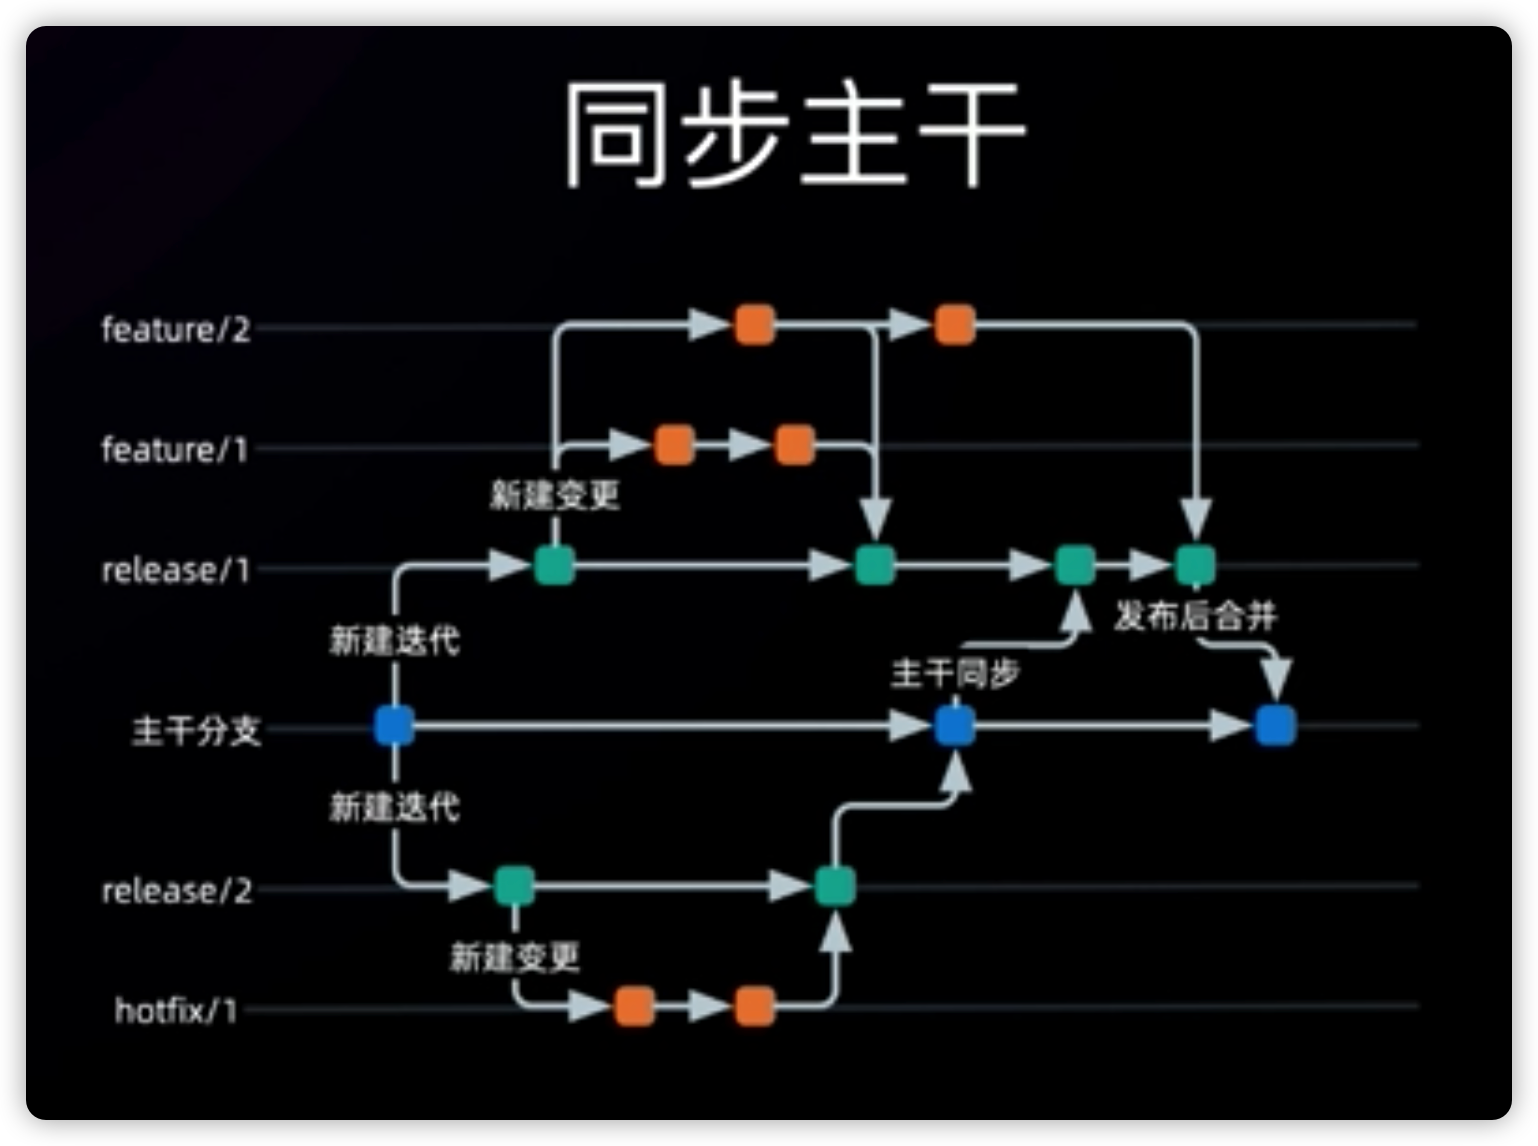 同步主干
feature/2
feature/1
新建变更
release/1
发布后合并
新建迭代
主干同步
主干分支
新建迭代
release/2
新建变更
hotfix/1